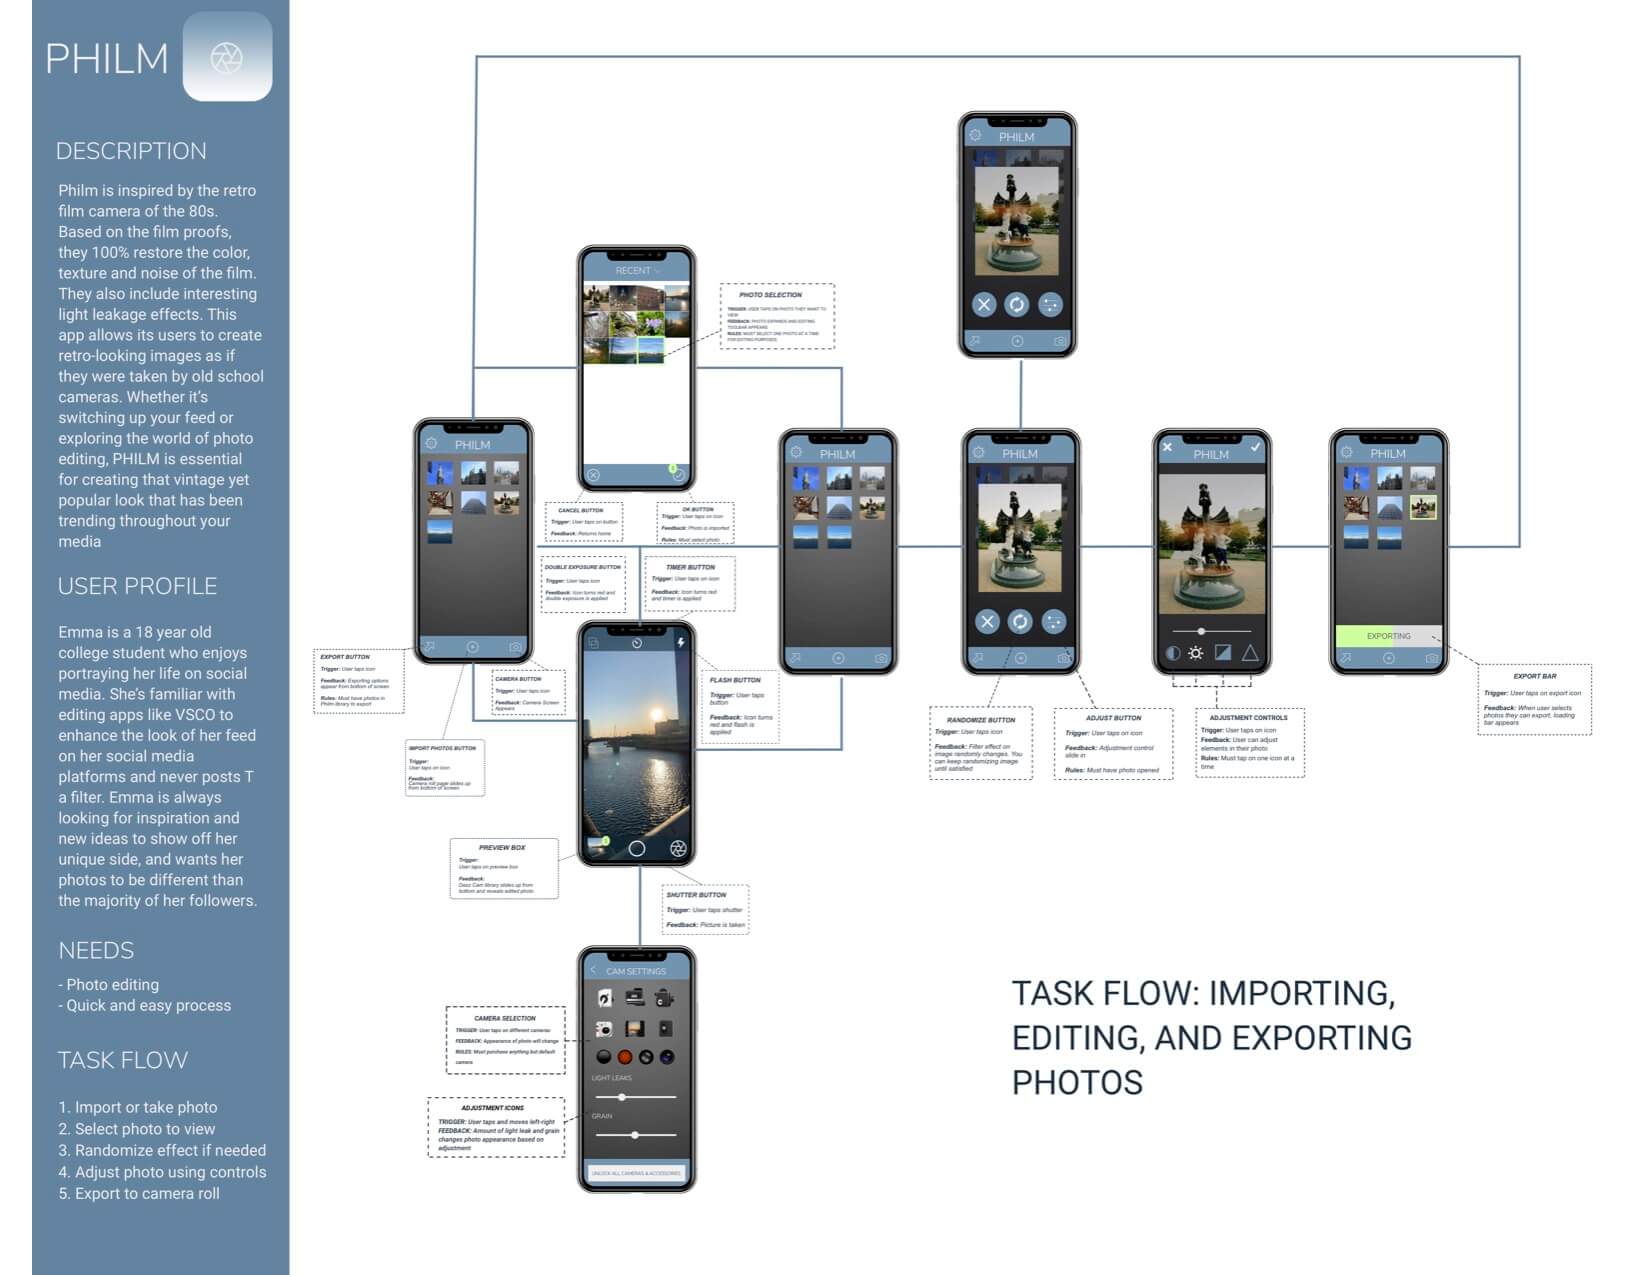 PHILM
DESCRIPTION
Philm is inspired by the retro
film camera of the 80s.
Based on the film proofs,
they 100% restore the color,
texture and noise of the film.
They also include interesting
light leakage effects. This
app allows its users to create
retro-looking images as if
they were taken by old school
cameras. Whether it's
switching up your feed or
exploring the world of photo
editing, PHILM is essential
for creating that vintage yet
popular look that has been
trending throughout your
media
USER PROFILE
Emma is a 18 year old
college student who enjoys
portraying her life on social
media. She's familiar with
editing apps like VSCO to
enhance the look of her feed
on her social media
platforms and never posts T
a filter. Emma is always
looking for inspiration and
new ideas to show off her
unique side, and wants her
photos to be different than
the majority of her followers.
NEEDS
- Photo editing
- Quick and easy process
TASK FLOW
1. Import or take photo
2. Select photo to view
3. Randomize effect if needed
4. Adjust photo using controls
5. Export to camera roll
PHILM
RECENT
PHOTO SELECTION
TRIGGER: USER TAPS ON PHOTO THEY WANT TO
VIEW
FEEDBACK: PHOTO EXPANDS AND EDITING
TOOLBAR APPEARS
RULES: MUST SELECT ONE PHOTO AT A TIME
FOR EDITING PURPOSES
PHILM
PHILM
PHILM
PHILM
PHILM
CANCEL BUTTON
Trigger: User taps on button
Feedback: Returns home
OK BUTTON
Trigger: User taps on icon
Feedback: Photo is imported
Rules: Must select photo
DOUBLE EXPOSURE BUTTON
Trigger: User taps icon
Feedback: Icon turns red and
double exposure is applied
TIMER BUTTON
Trigger: User taps on icon
Feedback: Icon turns red
and timer is applied
EXPORTING
EXPORT BUTTON
Trigger: User taps icon
Feedback: Exporting options
appear from bottom of screen
Rules: Must have photos in
Philm library to export
CAMERA BUTTON
Trigger: User taps icon
Feedback: Camera Screen
Appears
FLASH BUTTON
Trigger: User taps
button
Feedback: Icon turns
red and flash is
applied
EXPORT BAR
Trigger: User taps on export icon
Feedback: When user selects
photos they can export, loading
bar appears
RANDOMIZE BUTTON
Trigger: User taps icon
Feedback: Filter effect on
image randomly changes. You
can keep randomizing image
until satisfied
ADJUST BUTTON
Trigger: User taps on icon
Feedback: Adjustment control
slide in
Rules: Must have photo opened
ADJUSTMENT CONTROLS
Trigger: User taps on icon
Feedback: User can adjust
elements in their photo
Rules: Must tap on one icon at a
time
IMPORT PHOTOS BUTTON
Trigger:
User taps on icon
Feedback:
Camera roll page slides up
from bottom of screen
PREVIEW BOX
Trigger:
User taps on preview box
Feedback:
Dazz Cam library slides up from
bottom and reveals edited photo
SHUTTER BUTTON
Trigger: User taps shutter
Feedback: Picture is taken
CAM SETTINGS
CAMERA SELECTION
TRIGGER: User taps on different cameras
FEEDBACK: Appearance of photo will change
RULES: Must purchase anything but default
camera
LIGHT LEAKS
GRAIN
ADJUSTMENT ICONS
TRIGGER: User taps and moves left-right
FEEDBACK: Amount of light leak and grain
changes photo appearance based on
adjustment
UNLOCK ALL CAMERAS & ACCESSORIES
TASK FLOW: IMPORTING,
EDITING, AND EXPORTING
PHOTOS